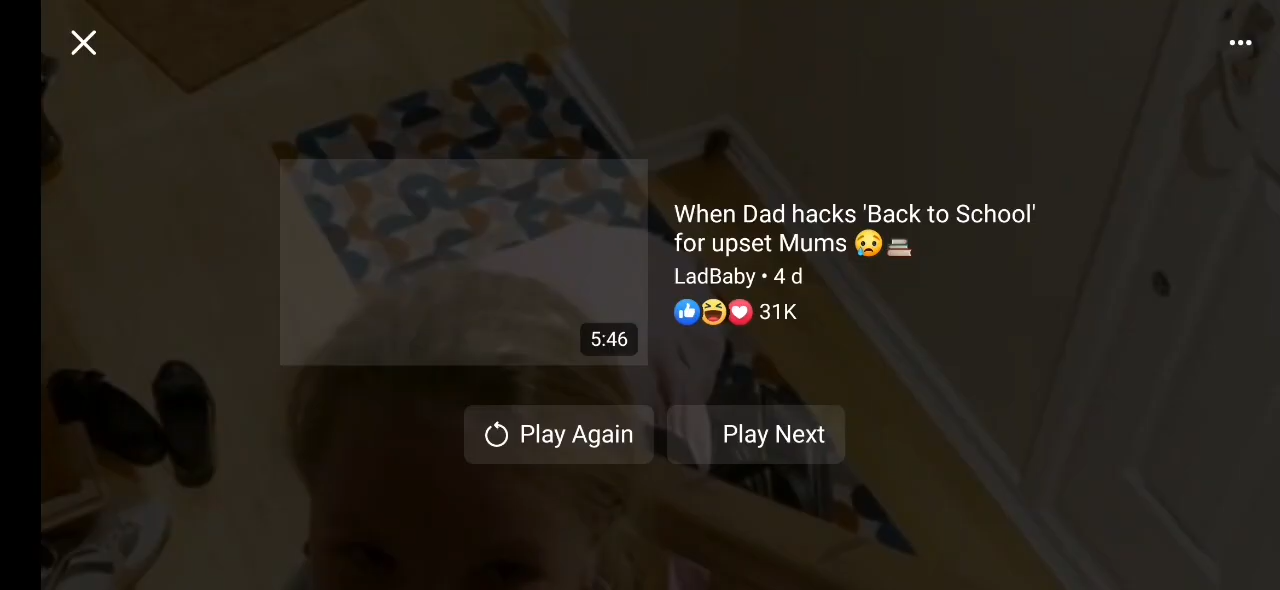 When Dad hacks 'Back to School'
for upset Mums 😢📚
LadBaby • 4 d
31K
5:46
Play Again
Play Next